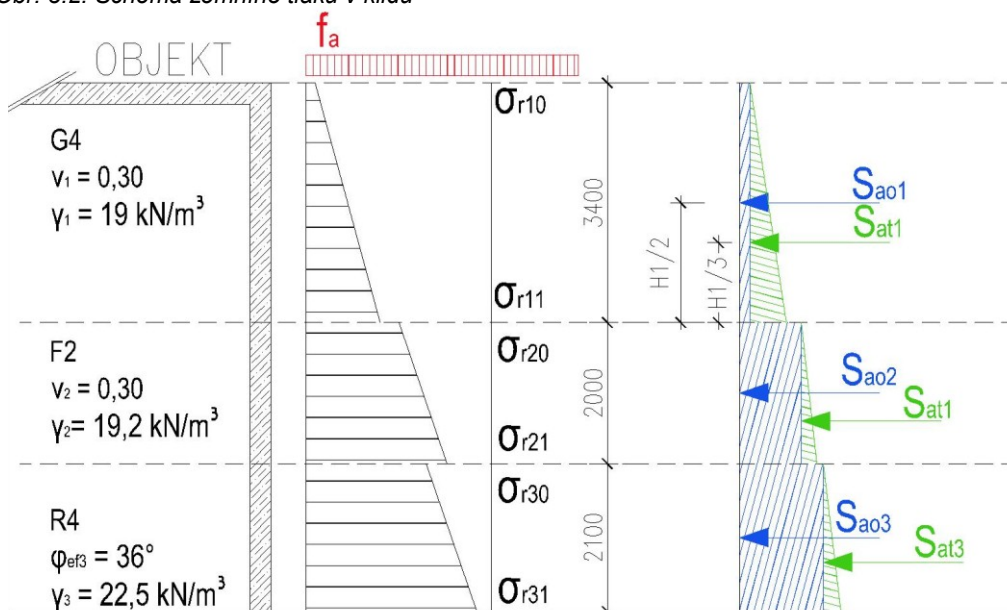 fa
OBJEKT
σr10
G4
ν₁ = 0,30
γ₁ = 19 kN/m³
3400
H1/2
H1/3
Sao1
Sat1
σr11
F2
ν₂ = 0,30
γ₂= 19,2 kN/m³
σr20
2000
Sao2
Sat1
σr21
R4
φef3 = 36°
γ₃ = 22,5 kN/m³
σr30
2100
Sao3
Sat3
σr31